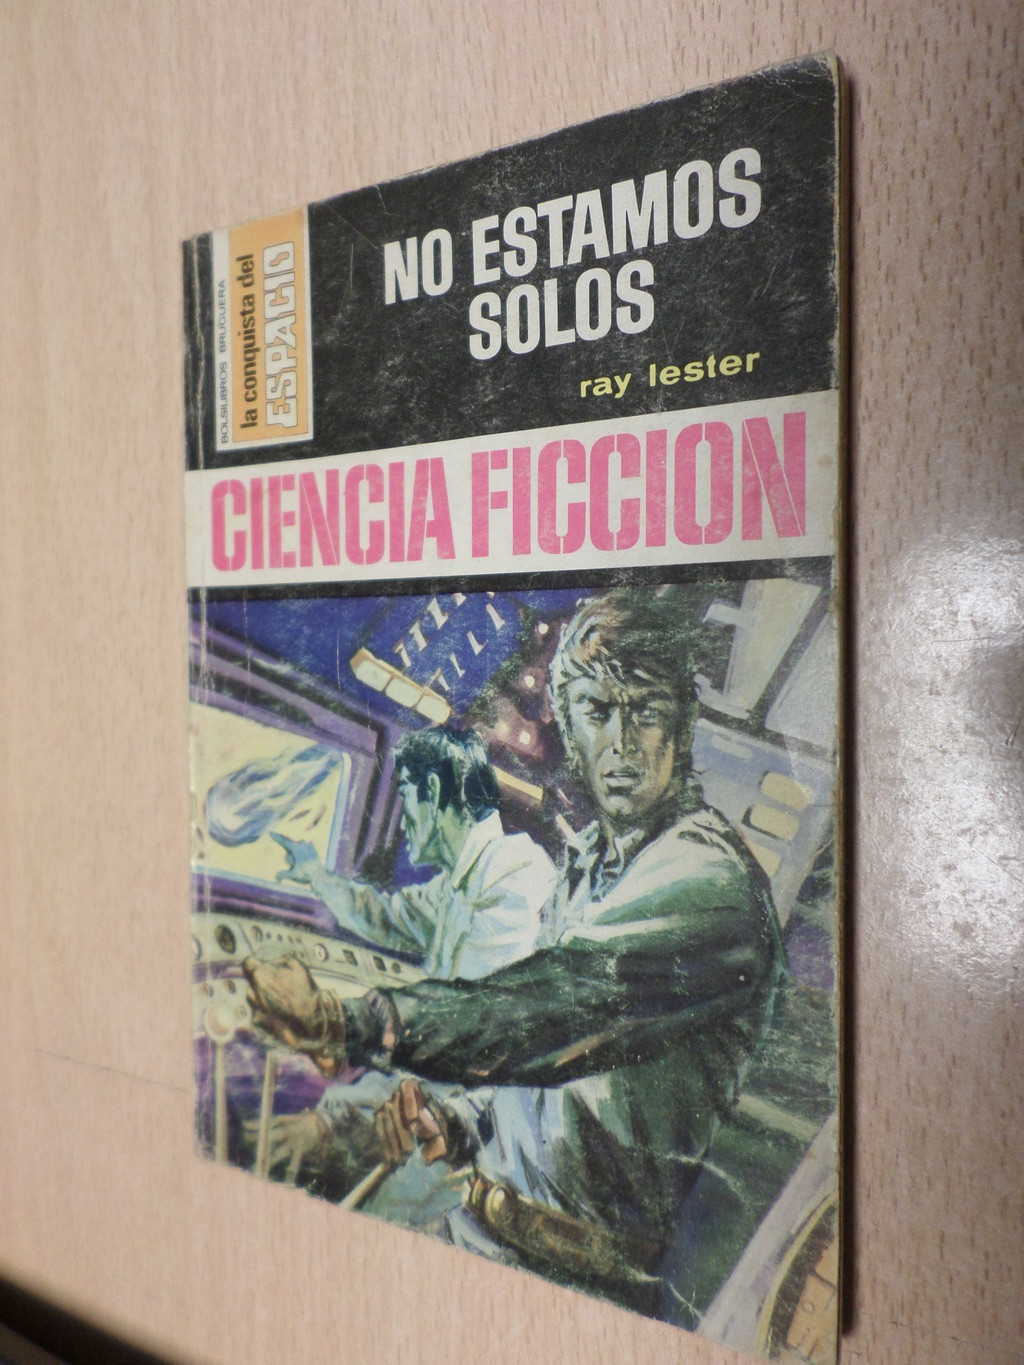 BOLSILIBROS BRUGUERA
la conquista del
ESPACIO
NO ESTAMOS
SOLOS
ray lester
CIENCIA FICCION